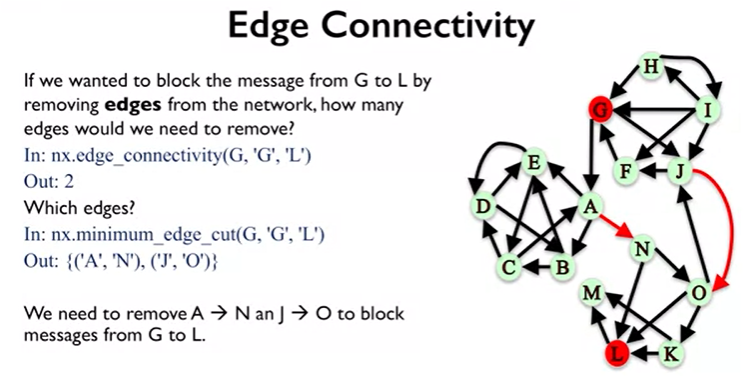 Edge Connectivity
If we wanted to block the message from G to L by
removing edges from the network, how many
edges would we need to remove?
In: nx.edge_connectivity(G, 'G', 'L')
Out: 2
Which edges?
In: nx.minimum_edge_cut(G, 'G', 'L')
Out: {('A', 'N'), ('J', 'O')}
We need to remove A → N an J → O to block
messages from G to L.
H
G
I
E
F
J
D
A
N
C
B
M
O
L
K